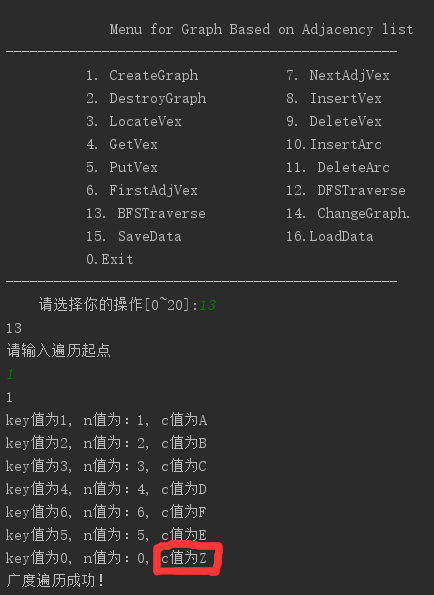 Menu for Graph Based on Adjacency list
-------------------------------------------------
1. CreateGraph 7. NextAdjVex
2. DestroyGraph 8. InsertVex
3. LocateVex 9. DeleteVex
4. GetVex 10.InsertArc
5. PutVex 11. DeleteArc
6. FirstAdjVex 12. DFSTraverse
13. BFSTraverse 14. ChangeGraph.
15. SaveData 16.LoadData
0.Exit
-------------------------------------------------
请选择你的操作[0~20]:13
13
请输入遍历起点
1
1
key值为1, n值为: 1, c值为A
key值为2, n值为: 2, c值为B
key值为3, n值为: 3, c值为C
key值为4, n值为: 4, c值为D
key值为6, n值为: 6, c值为F
key值为5, n值为: 5, c值为E
key值为0, n值为: 0, c值为Z
广度遍历成功!